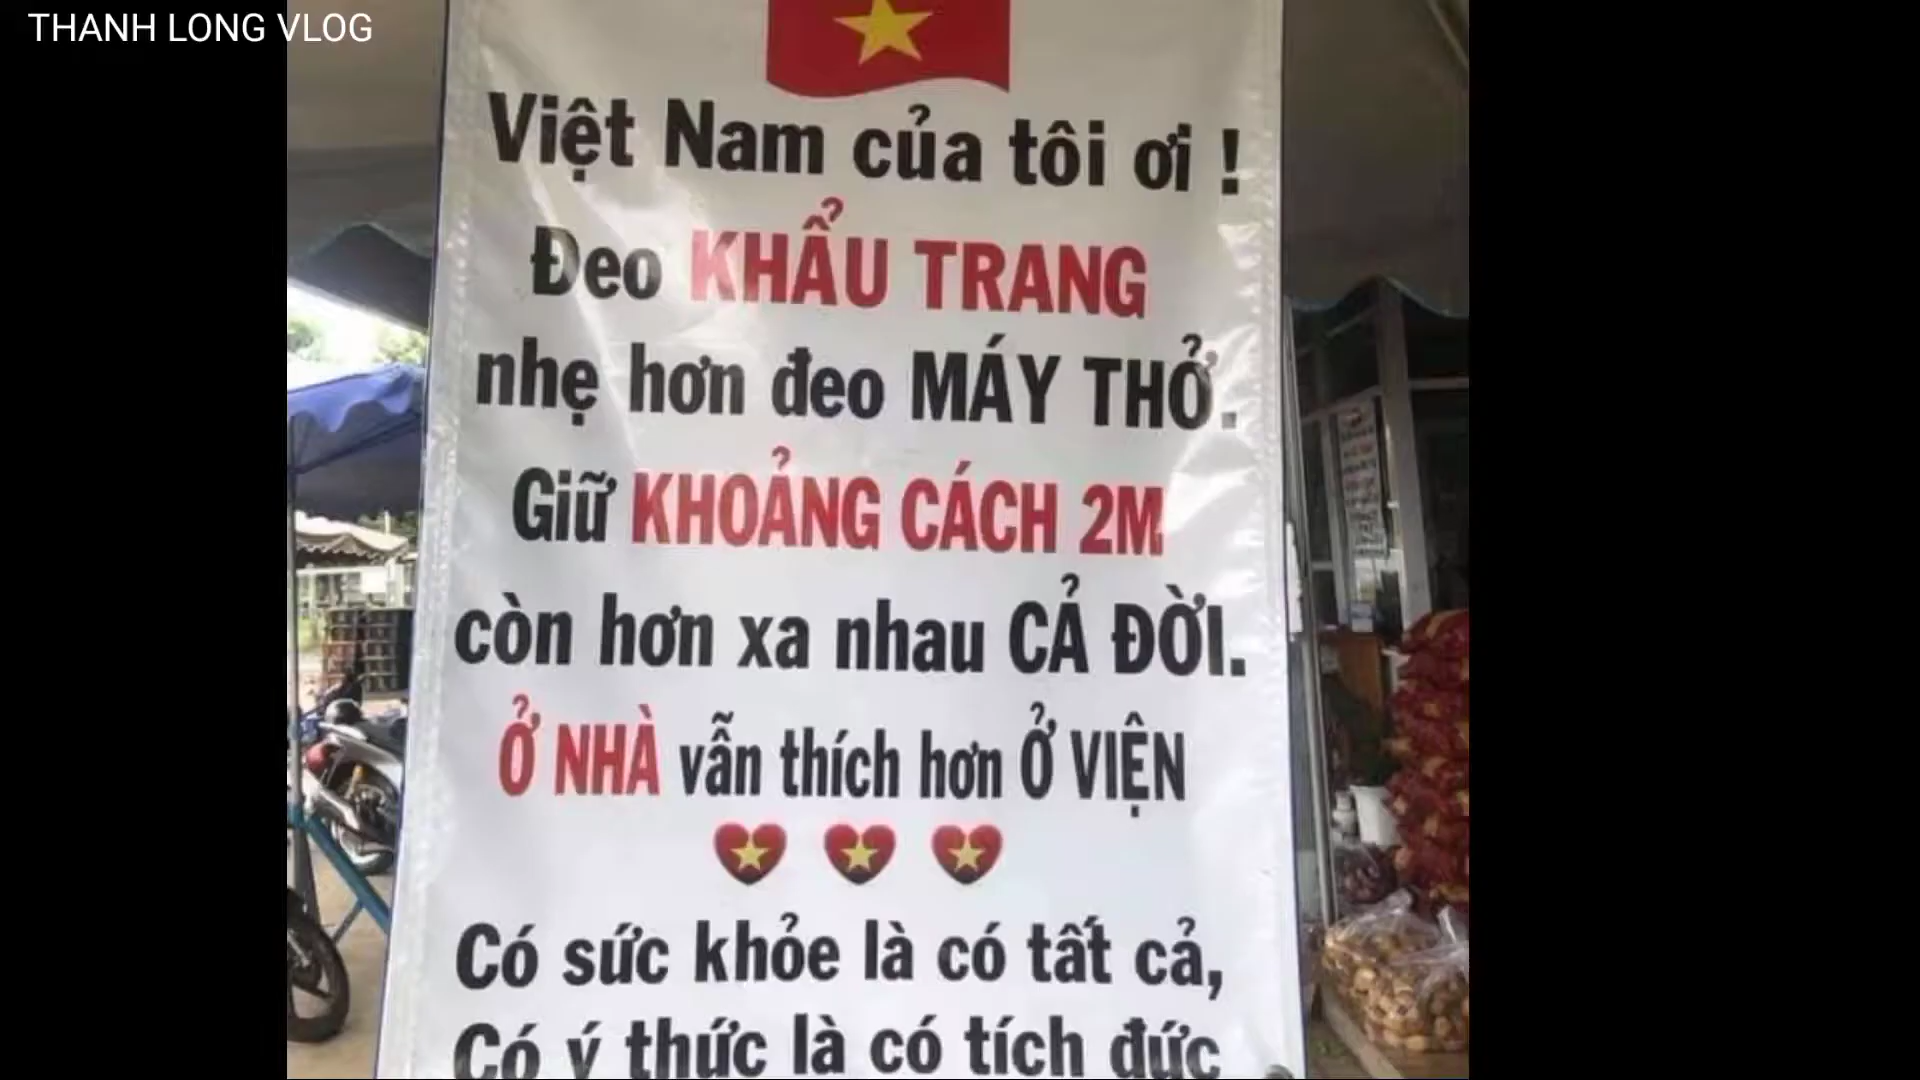 THANH LONG VLOG
Việt Nam của tôi ơi !
Đeo KHẨU TRANG
nhẹ hơn đeo MÁY THỞ.
Giữ KHOẢNG CÁCH 2M
còn hơn xa nhau CẢ ĐỜI.
Ở NHÀ vẫn thích hơn Ở VIỆN
Có sức khỏe là có tất cả,
Có ý thức là có tích đức